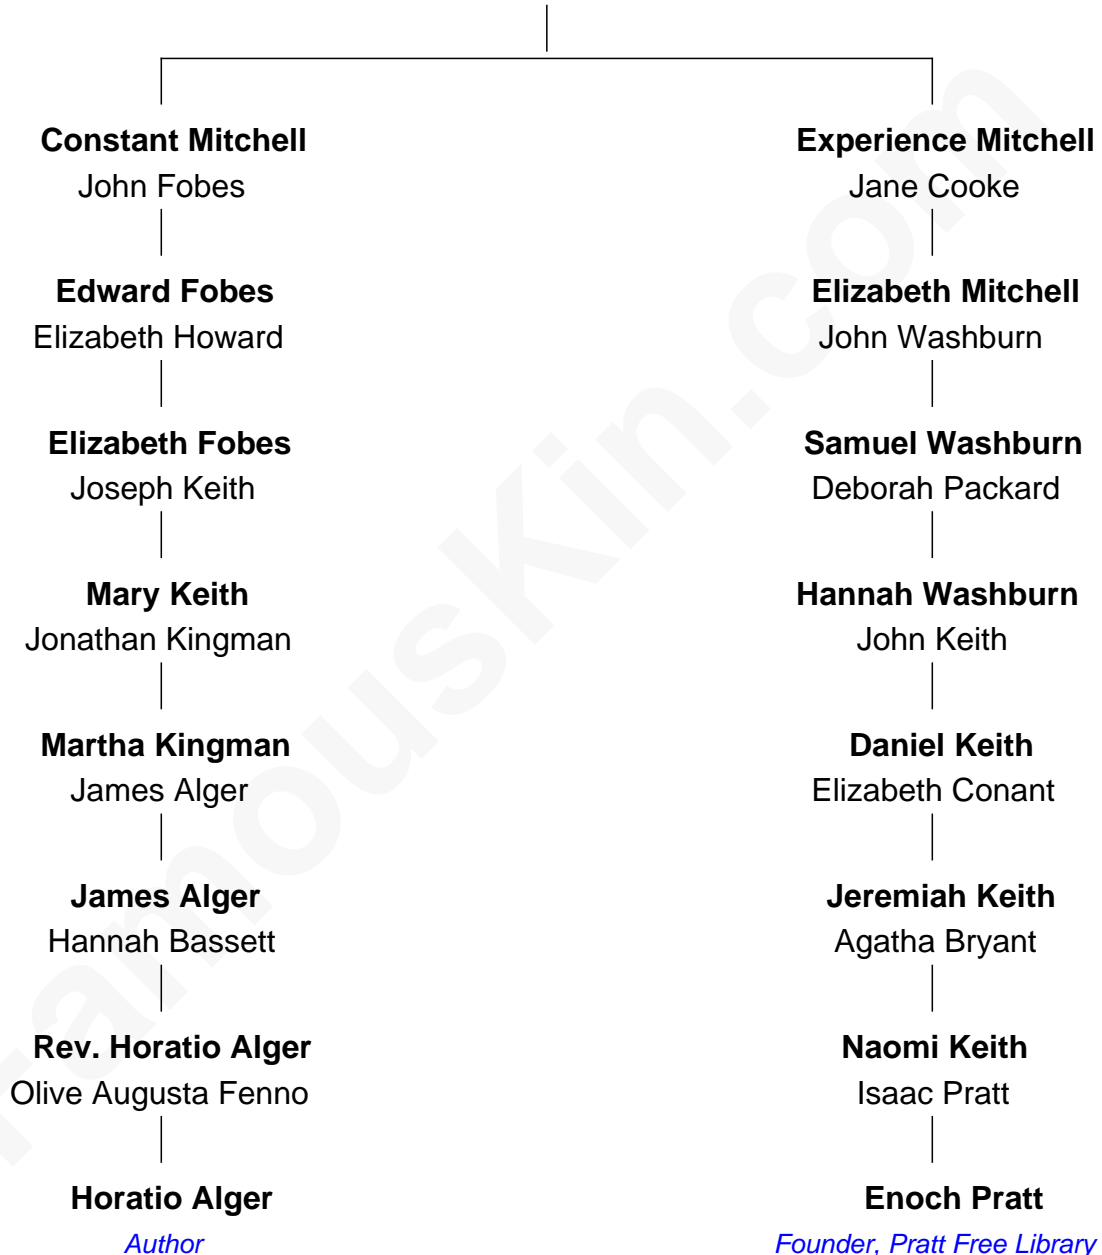 Constant Mitchell
John Fobes
Edward Fobes
Elizabeth Howard
Elizabeth Fobes
Joseph Keith
Mary Keith
Jonathan Kingman
Martha Kingman
James Alger
James Alger
Hannah Bassett
Rev. Horatio Alger
Olive Augusta Fenno
Horatio Alger
Author
Experience Mitchell
Jane Cooke
Elizabeth Mitchell
John Washburn
Samuel Washburn
Deborah Packard
Hannah Washburn
John Keith
Daniel Keith
Elizabeth Conant
Jeremiah Keith
Agatha Bryant
Naomi Keith
Isaac Pratt
Enoch Pratt
Founder, Pratt Free Library
FamousKin.com